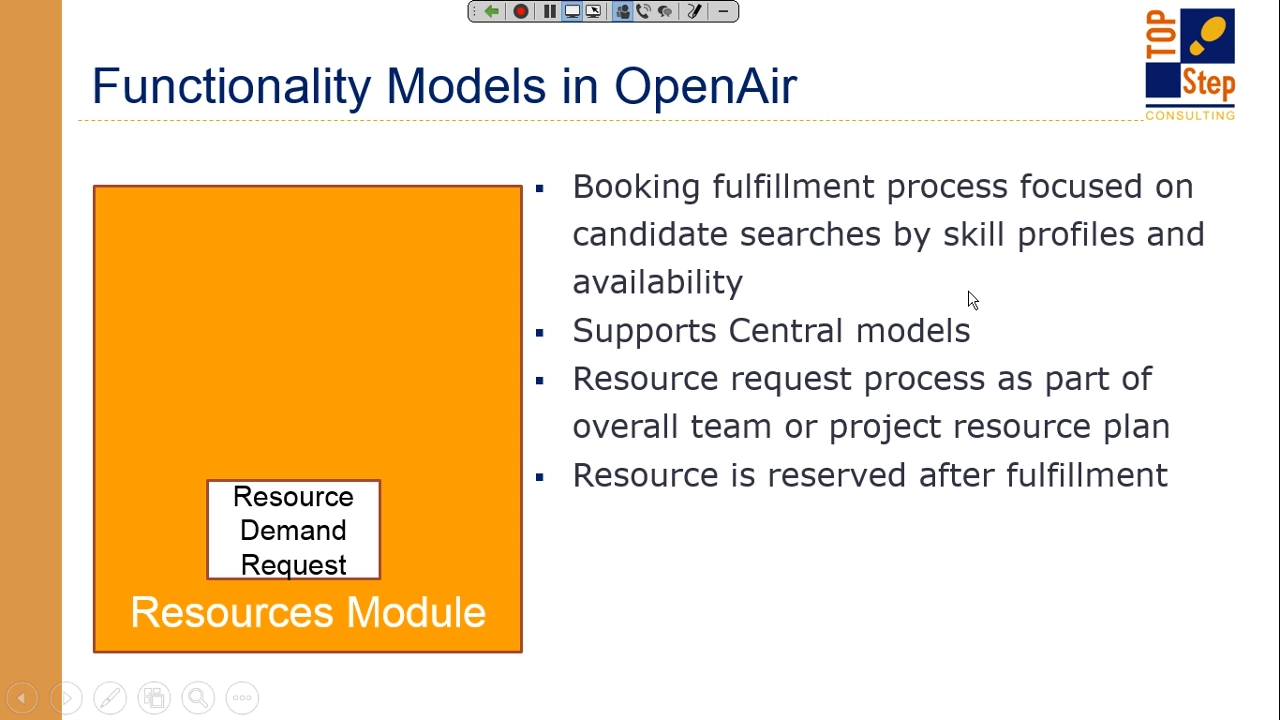 Functionality Models in OpenAir
TOP
Step
CONSULTING
Booking fulfillment process focused on
candidate searches by skill profiles and
availability
Supports Central models
Resource request process as part of
overall team or project resource plan
Resource is reserved after fulfillment
Resource
Demand
Request
Resources Module